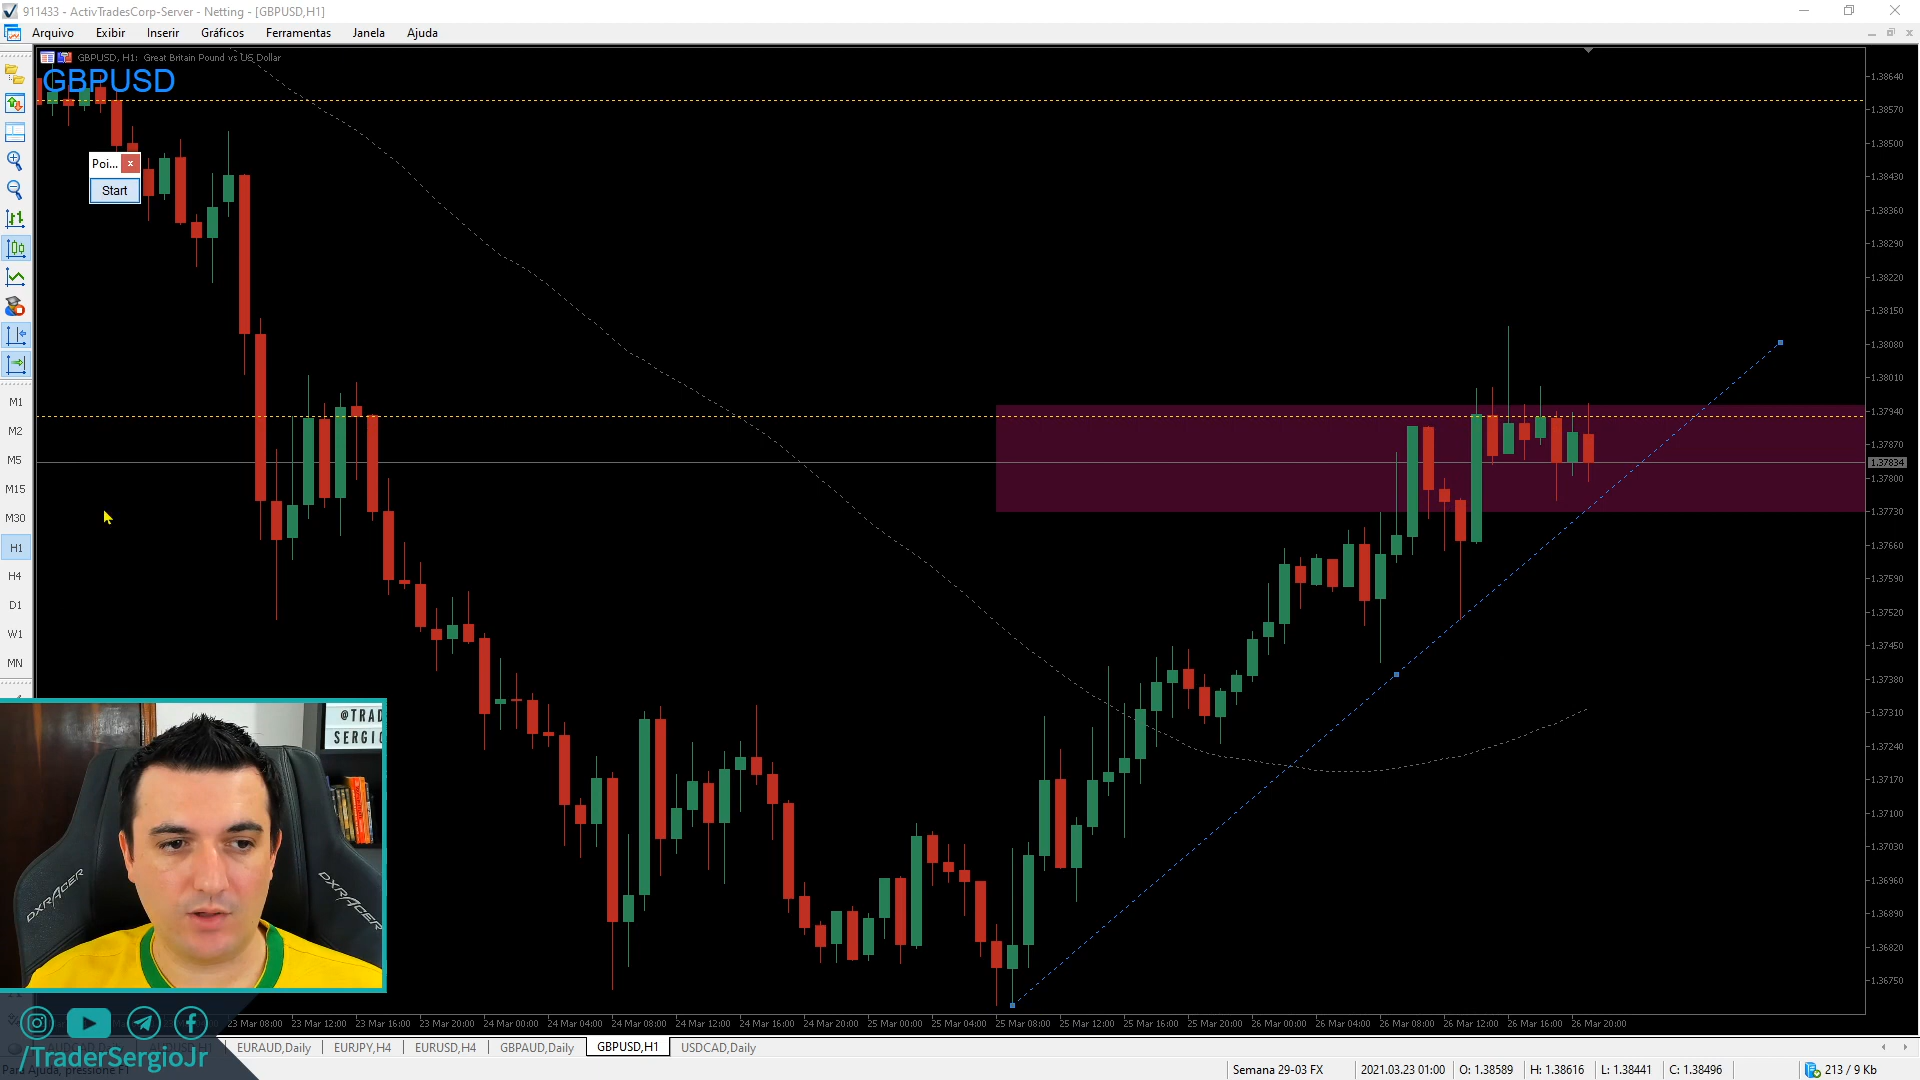 911433 - ActivTradesCorp-Server - Netting - [GBPUSD,H1]
Arquivo Exibir Inserir Gráficos Ferramentas Janela Ajuda
GBPUSD, H1: Great Britain Pound vs US Dollar
GBPUSD
Poi... x
Start
M1
M2
M5
M15
M30
H1
H4
D1
W1
MN
1.38640
1.38570
1.38500
1.38430
1.38360
1.38290
1.38220
1.38150
1.38080
1.38010
1.37940
1.37870
1.37834
1.37800
1.37730
1.37660
1.37590
1.37520
1.37450
1.37380
1.37310
1.37240
1.37170
1.37100
1.37030
1.36960
1.36890
1.36820
1.36750
@TRAD
SERGIO
DXRACER
DXRACER
23 Mar 08:00 23 Mar 12:00 23 Mar 16:00 23 Mar 20:00 24 Mar 00:00 24 Mar 04:00 24 Mar 08:00 24 Mar 12:00 24 Mar 16:00 24 Mar 20:00 25 Mar 00:00 25 Mar 04:00 25 Mar 08:00 25 Mar 12:00 25 Mar 16:00 25 Mar 20:00 26 Mar 00:00 26 Mar 04:00 26 Mar 08:00 26 Mar 12:00 26 Mar 16:00 26 Mar 20:00
EURAUD,Daily EURJPY,H4 EURUSD,H4 GBPAUD,Daily GBPUSD,H1 USDCAD,Daily
/TraderSergioJr
Para Ajuda, pressione F1
Semana 29-03 FX 2021.03.23 01:00 O: 1.38589 H: 1.38616 L: 1.38441 C: 1.38496 213 / 9 Kb